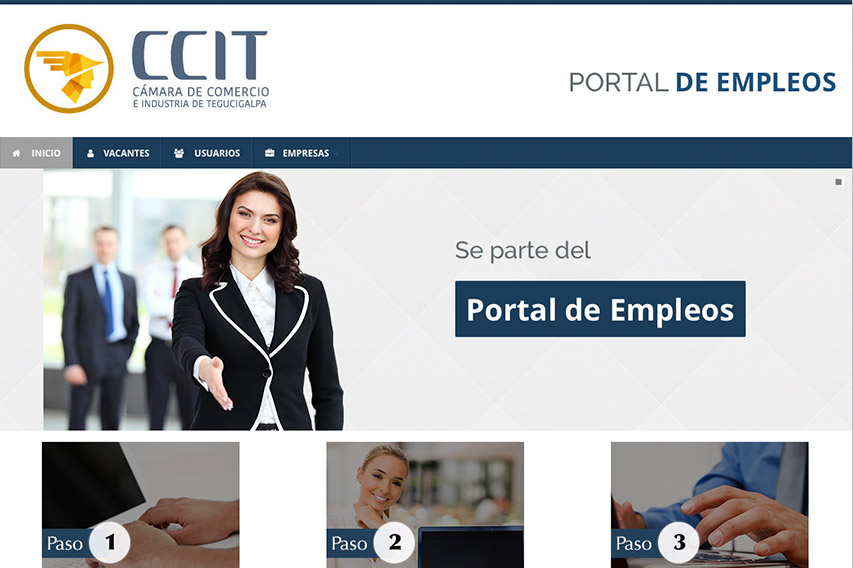 CCIT
CÁMARA DE COMERCIO
E INDUSTRIA DE TEGUCIGALPA
PORTAL DE EMPLEOS
INICIO VACANTES USUARIOS EMPRESAS
Se parte del
Portal de Empleos
Paso 1
Paso 2
Paso 3